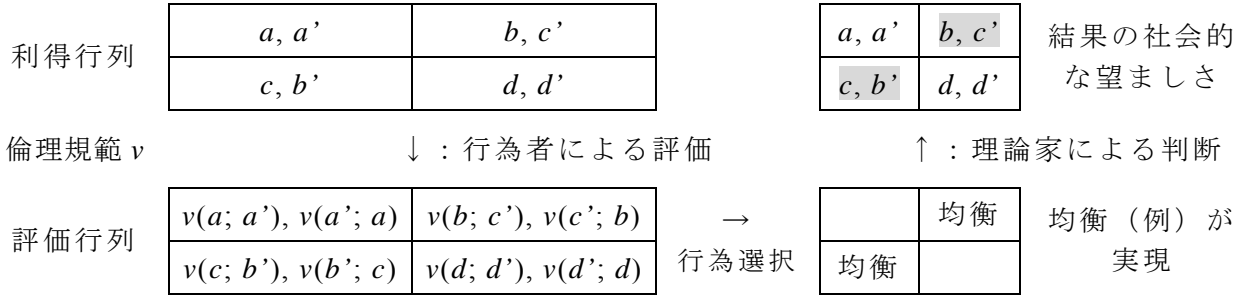 利得行列
a, a’ b, c’
c, b’ d, d’
a, a’ b, c’
c, b’ d, d’
結果の社会的
な望ましさ
倫理規範 v ↓：行為者による評価 ↑：理論家による判断
評価行列
v(a; a’), v(a’; a) v(b; c’), v(c’; b)
v(c; b’), v(b’; c) v(d; d’), v(d’; d)
→
行為選択
均衡
均衡
均衡（例）が
実現